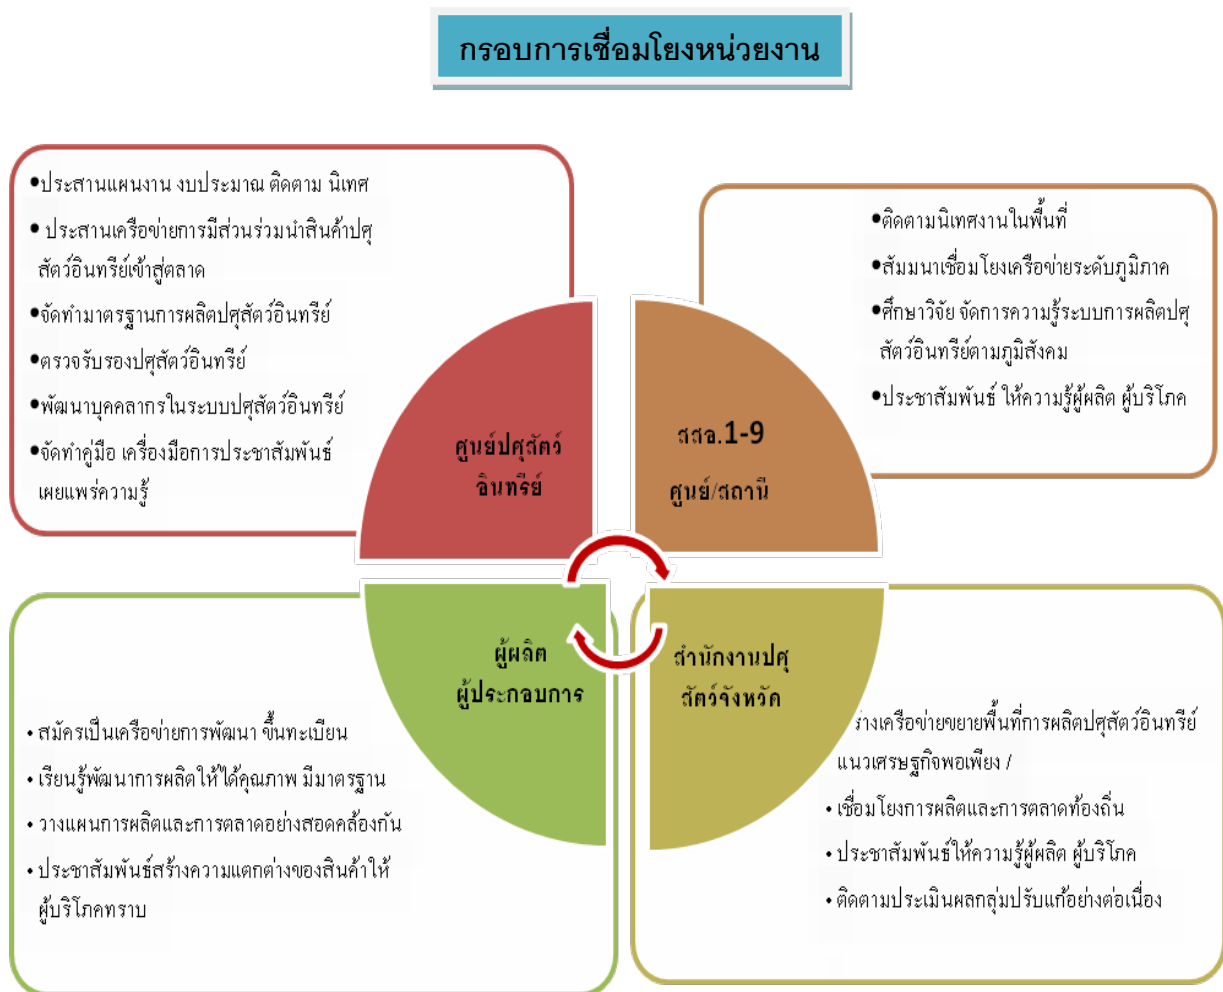 กรอบการเชื่อมโยงหน่วยงาน
•ประสานแผนงาน งบประมาณ ติดตาม นิเทศ
• ประสานเครือข่ายการมีส่วนร่วมนำสินค้าปศุ
สัตว์อินทรีย์เข้าสู่ตลาด
•จัดทำมาตรฐานการผลิตปศุสัตว์อินทรีย์
•ตรวจรับรองปศุสัตว์อินทรีย์
•พัฒนาบุคคลากรในระบบปศุสัตว์อินทรีย์
•จัดทำคู่มือ เครื่องมือการประชาสัมพันธ์
เผยแพร่ความรู้
ศูนย์ปศุสัตว์
อินทรีย์
•ติดตามนิเทศงานในพื้นที่
•สัมมนาเชื่อมโยงเครือข่ายระดับภูมิภาค
•ศึกษาวิจัย จัดการความรู้ระบบการผลิตปศุ
สัตว์อินทรีย์ตามภูมิสังคม
•ประชาสัมพันธ์ ให้ความรู้ผู้ผลิต ผู้บริโภค
สสอ.1-9
ศูนย์/สถานี
ผู้ผลิต
ผู้ประกอบการ
• สมัครเป็นเครือข่ายการพัฒนา ขึ้นทะเบียน
• เรียนรู้พัฒนาการผลิตให้ได้คุณภาพ มีมาตรฐาน
• วางแผนการผลิตและการตลาดอย่างสอดคล้องกัน
• ประชาสัมพันธ์สร้างความแตกต่างของสินค้าให้
ผู้บริโภคทราบ
สำนักงานปศุ
สัตว์จังหวัด
ร้างเครือข่ายขยายพื้นที่การผลิตปศุสัตว์อินทรีย์
แนวเศรษฐกิจพอเพียง /
• เชื่อมโยงการผลิตและการตลาดท้องถิ่น
• ประชาสัมพันธ์ให้ความรู้ผู้ผลิต ผู้บริโภค
• ติดตามประเมินผลกลุ่มปรับแก้อย่างต่อเนื่อง